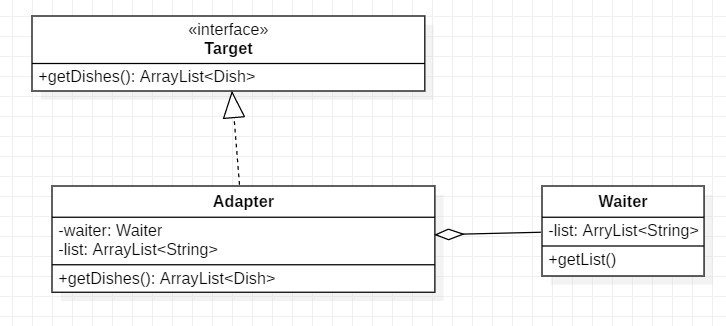 «interface»
Target
+getDishes(): ArrayList<Dish>
Adapter
-waiter: Waiter
-list: ArrayList<String>
+getDishes(): ArrayList<Dish>
Waiter
-list: ArryList<String>
+getList()